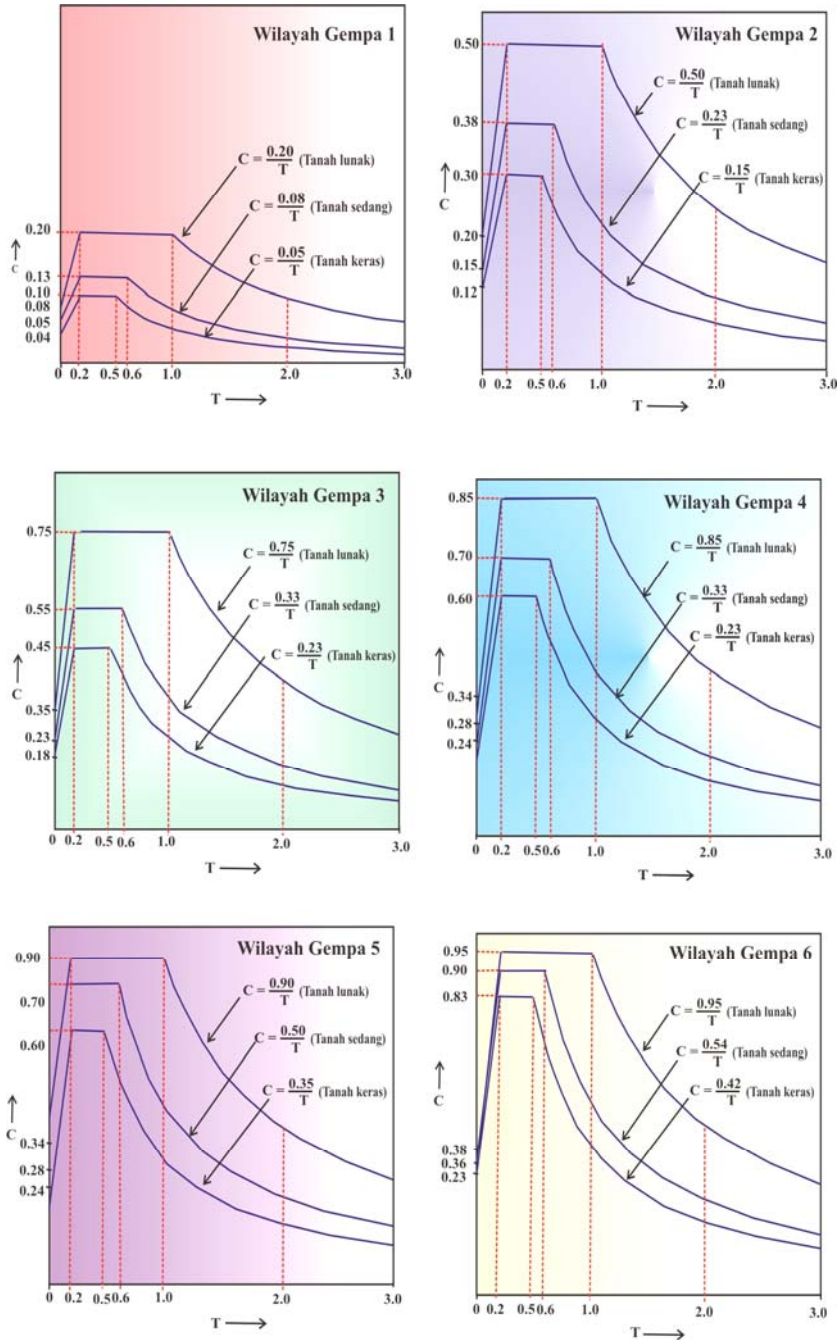 Wilayah Gempa 1
C = 0.20/T (Tanah lunak)
C = 0.08/T (Tanah sedang)
C = 0.05/T (Tanah keras)
C
0.20
0.13
0.10
0.08
0.05
0.04
0 0.2 0.5 0.6 1.0 2.0 3.0
T
Wilayah Gempa 2
C = 0.50/T (Tanah lunak)
C = 0.23/T (Tanah sedang)
C = 0.15/T (Tanah keras)
0.50
0.38
0.30
C
0.20
0.15
0.12
0 0.2 0.5 0.6 1.0 2.0 3.0
T
Wilayah Gempa 3
C = 0.75/T (Tanah lunak)
C = 0.33/T (Tanah sedang)
C = 0.23/T (Tanah keras)
0.75
0.55
0.45
C
0.35
0.23
0.18
0 0.2 0.5 0.6 1.0 2.0 3.0
T
Wilayah Gempa 4
C = 0.85/T (Tanah lunak)
C = 0.33/T (Tanah sedang)
C = 0.23/T (Tanah keras)
0.85
0.70
0.60
C
0.34
0.28
0.24
0 0.2 0.5 0.6 1.0 2.0 3.0
T
Wilayah Gempa 5
C = 0.90/T (Tanah lunak)
C = 0.50/T (Tanah sedang)
C = 0.35/T (Tanah keras)
0.90
0.70
0.60
C
0.34
0.28
0.24
0 0.2 0.5 0.6 1.0 2.0 3.0
T
Wilayah Gempa 6
C = 0.95/T (Tanah lunak)
C = 0.54/T (Tanah sedang)
C = 0.42/T (Tanah keras)
0.95
0.90
0.83
C
0.38
0.36
0.23
0 0.2 0.5 0.6 1.0 2.0 3.0
T